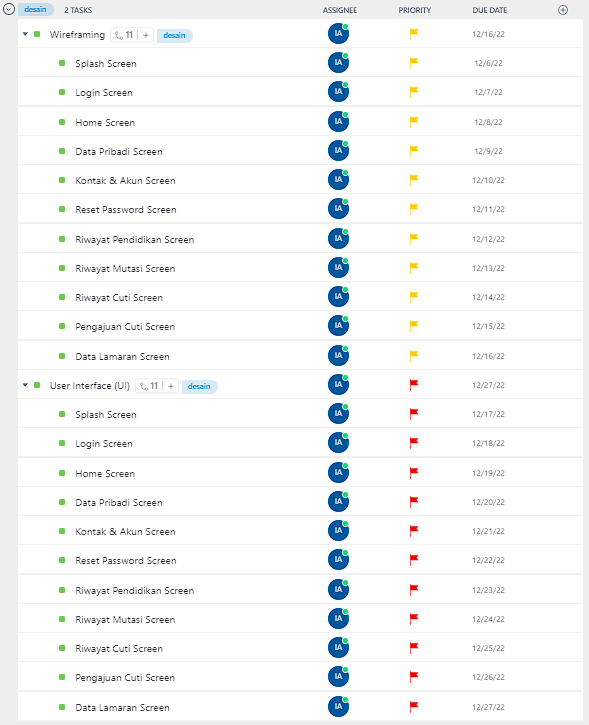 desain 2 TASKS ASSIGNEE PRIORITY DUE DATE
Wireframing 11 + desain IA 12/16/22
Splash Screen IA 12/6/22
Login Screen IA 12/7/22
Home Screen IA 12/8/22
Data Pribadi Screen IA 12/9/22
Kontak & Akun Screen IA 12/10/22
Reset Password Screen IA 12/11/22
Riwayat Pendidikan Screen IA 12/12/22
Riwayat Mutasi Screen IA 12/13/22
Riwayat Cuti Screen IA 12/14/22
Pengajuan Cuti Screen IA 12/15/22
Data Lamaran Screen IA 12/16/22
User Interface (UI) 11 + desain IA 12/27/22
Splash Screen IA 12/17/22
Login Screen IA 12/18/22
Home Screen IA 12/19/22
Data Pribadi Screen IA 12/20/22
Kontak & Akun Screen IA 12/21/22
Reset Password Screen IA 12/22/22
Riwayat Pendidikan Screen IA 12/23/22
Riwayat Mutasi Screen IA 12/24/22
Riwayat Cuti Screen IA 12/25/22
Pengajuan Cuti Screen IA 12/26/22
Data Lamaran Screen IA 12/27/22